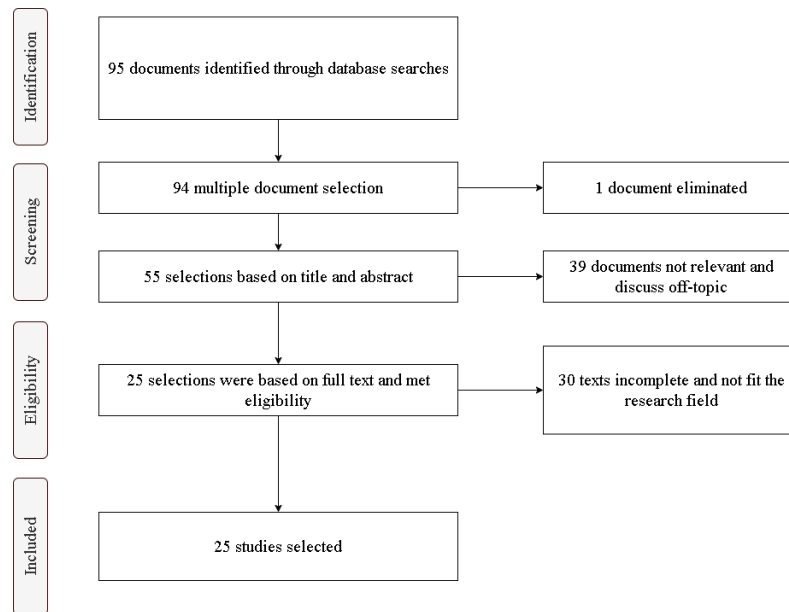 Identification
95 documents identified through database searches
Screening
94 multiple document selection
1 document eliminated
55 selections based on title and abstract
39 documents not relevant and
discuss off-topic
Eligibility
25 selections were based on full text and met
eligibility
30 texts incomplete and not fit the
research field
Included
25 studies selected